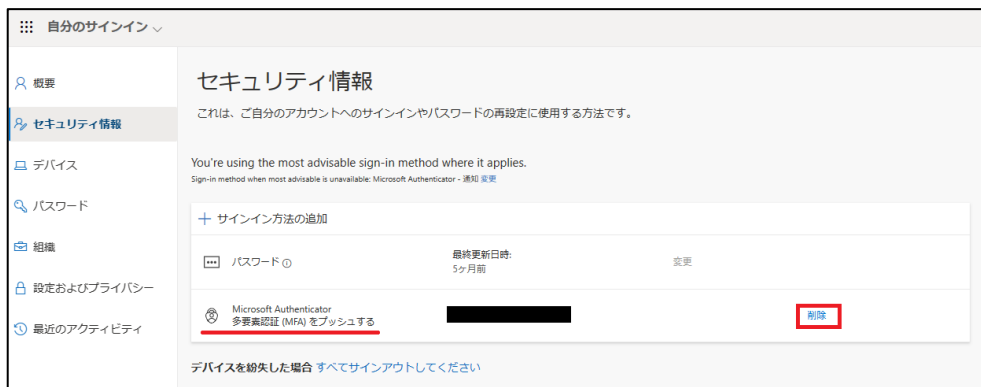 自分のサインイン
概要
セキュリティ情報
デバイス
パスワード
組織
設定およびプライバシー
最近のアクティビティ
セキュリティ情報
これは、ご自分のアカウントへのサインインやパスワードの再設定に使用する方法です。
You're using the most advisable sign-in method where it applies.
Sign-in method when most advisable is unavailable: Microsoft Authenticator - 通知 変更
+ サインイン方法の追加
パスワード
最終更新日時:
5ヶ月前
変更
Microsoft Authenticator
多要素認証 (MFA) をプッシュする
削除
デバイスを紛失した場合 すべてサインアウトしてください